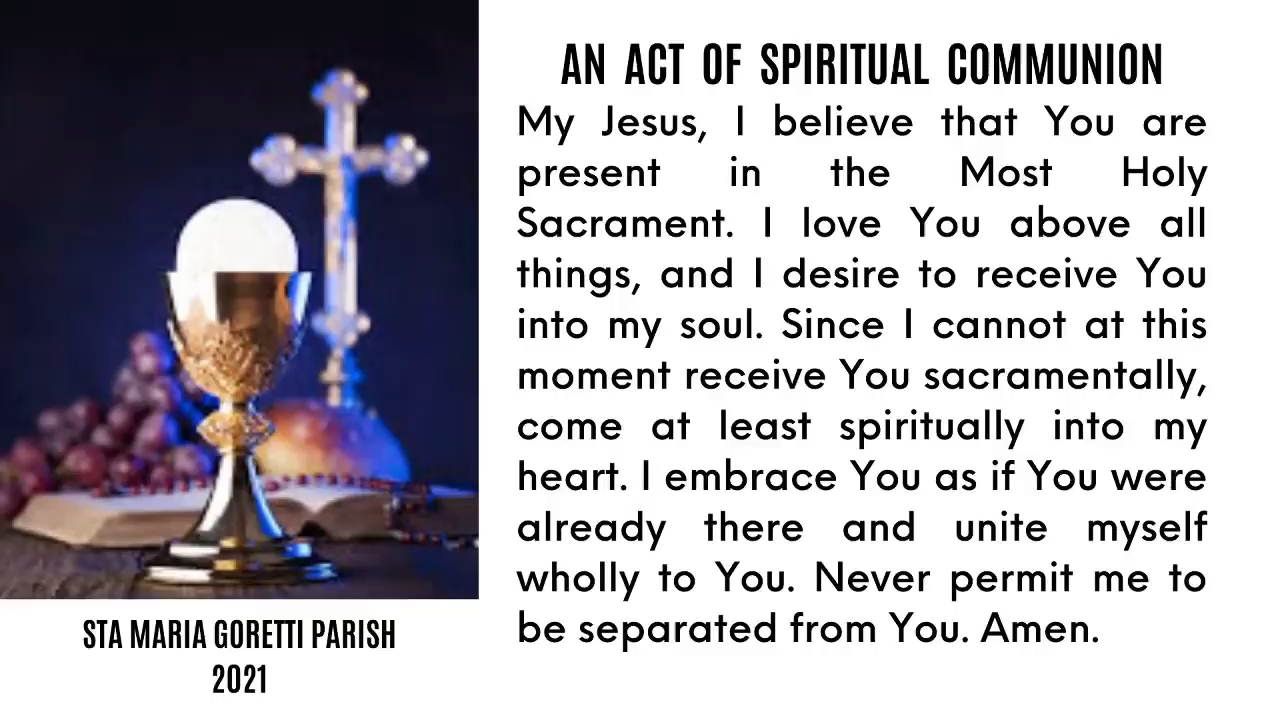 AN ACT OF SPIRITUAL COMMUNION
My Jesus, I believe that You are
present in the Most Holy
Sacrament. I love You above all
things, and I desire to receive You
into my soul. Since I cannot at this
moment receive You sacramentally,
come at least spiritually into my
heart. I embrace You as if You were
already there and unite myself
wholly to You. Never permit me to
be separated from You. Amen.
STA MARIA GORETTI PARISH
2021